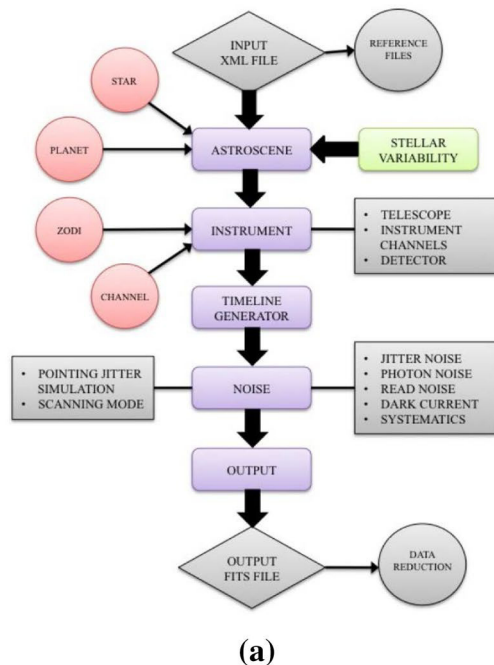 INPUT
XML FILE
REFERENCE
FILES
STAR
PLANET
ASTROSCENE
STELLAR
VARIABILITY
ZODI
INSTRUMENT
• TELESCOPE
• INSTRUMENT
CHANNELS
• DETECTOR
CHANNEL
TIMELINE
GENERATOR
• POINTING JITTER
SIMULATION
• SCANNING MODE
NOISE
• JITTER NOISE
• PHOTON NOISE
• READ NOISE
• DARK CURRENT
• SYSTEMATICS
OUTPUT
OUTPUT
FITS FILE
DATA
REDUCTION
(a)